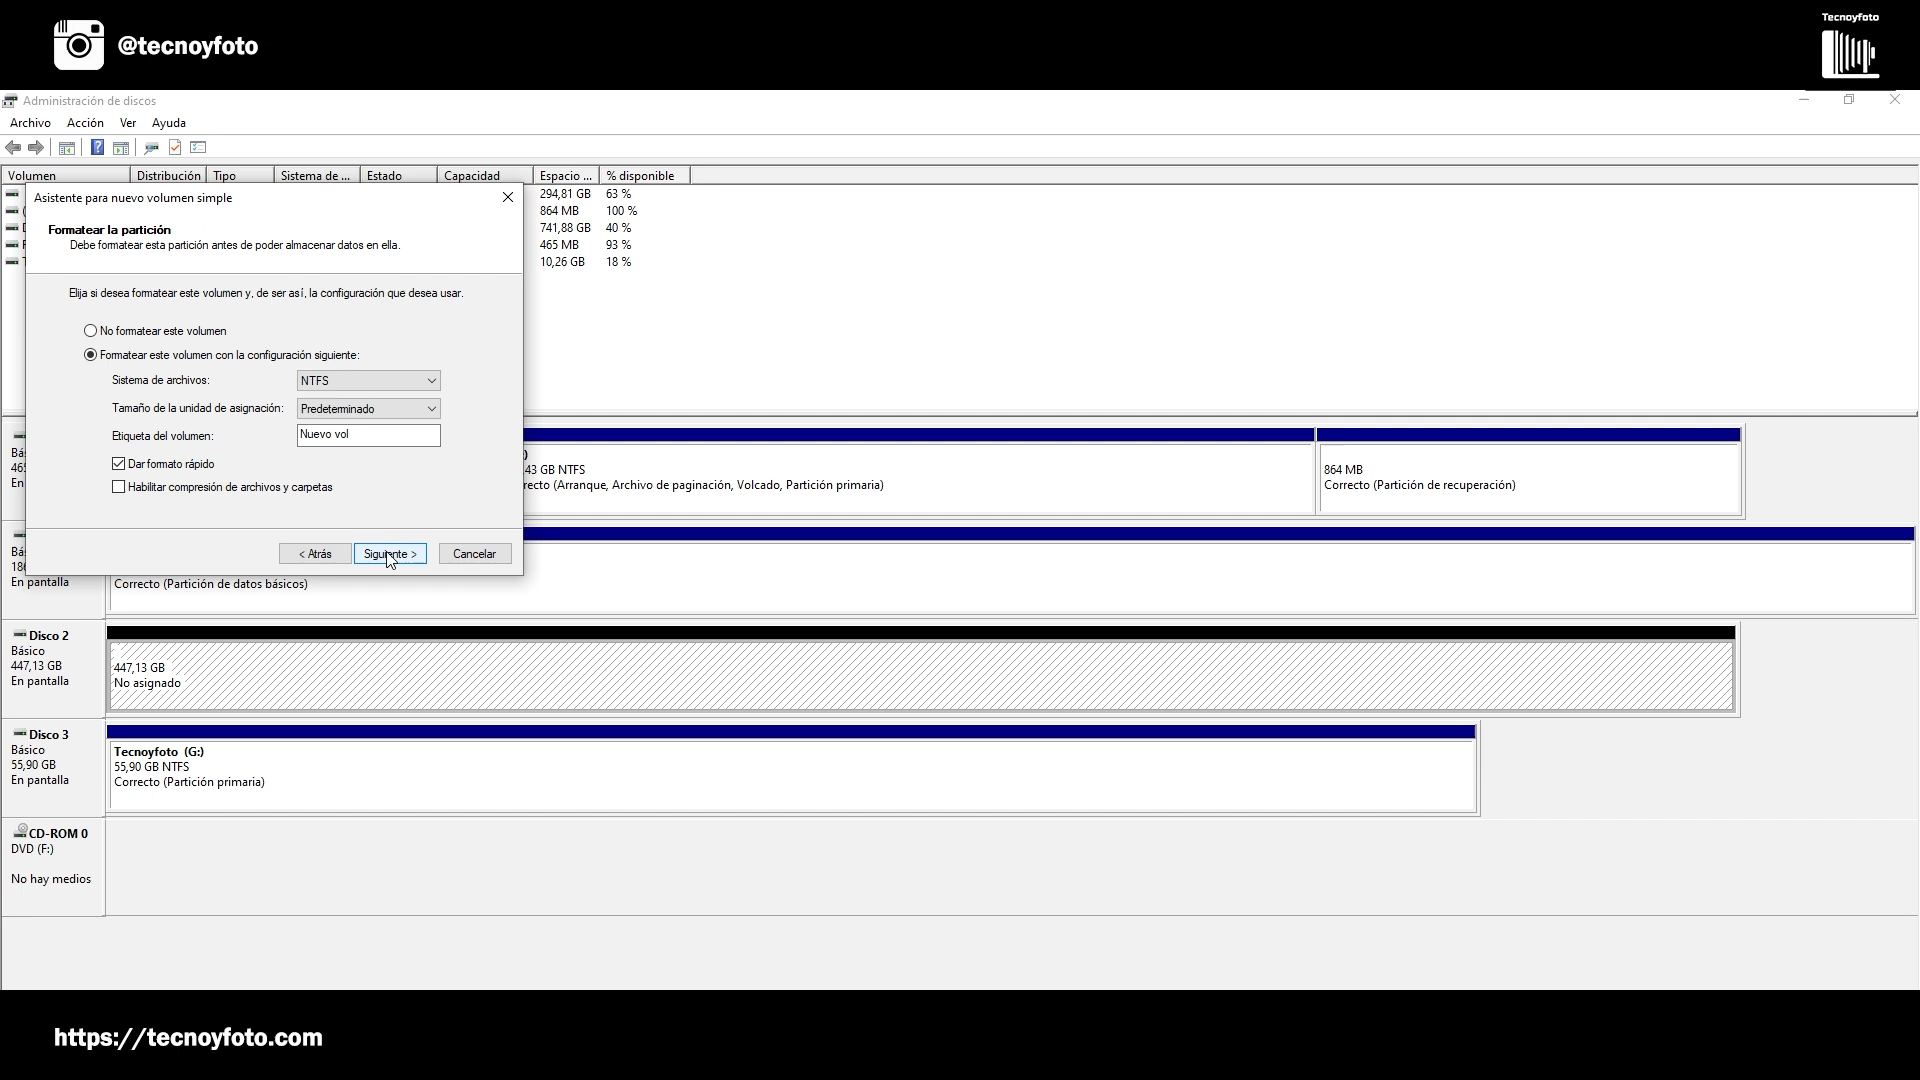 @tecnoyfoto
Tecnoyfoto
Administración de discos
Archivo Acción Ver Ayuda
Volumen Distribución Tipo Sistema de ... Estado Capacidad Espacio ... % disponible
294,81 GB 63 %
864 MB 100 %
741,88 GB 40 %
465 MB 93 %
10,26 GB 18 %
Asistente para nuevo volumen simple
Formatear la partición
Debe formatear esta partición antes de poder almacenar datos en ella.
Elija si desea formatear este volumen y, de ser así, la configuración que desea usar.
No formatear este volumen
Formatear este volumen con la configuración siguiente:
Sistema de archivos: NTFS
Tamaño de la unidad de asignación: Predeterminado
Etiqueta del volumen: Nuevo vol
Dar formato rápido
Habilitar compresión de archivos y carpetas
< Atrás Siguiente > Cancelar
43 GB NTFS
recto (Arranque, Archivo de paginación, Volcado, Partición primaria)
864 MB
Correcto (Partición de recuperación)
En pantalla
Correcto (Partición de datos básicos)
Disco 2
Básico
447,13 GB
En pantalla
447,13 GB
No asignado
Disco 3
Básico
55,90 GB
En pantalla
Tecnoyfoto (G:)
55,90 GB NTFS
Correcto (Partición primaria)
CD-ROM 0
DVD (F:)
No hay medios
https://tecnoyfoto.com